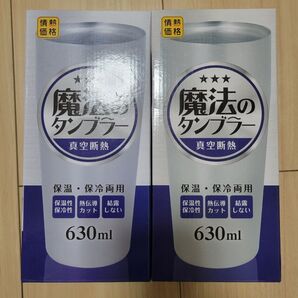 情熱
価格
★★★
魔法の
タンブラー
真空断熱
保温・保冷両用
保温性
保冷性
熱伝導
カット
結露
しない
630ml
情熱
価格
★★★
魔法の
タンブラー
真空断熱
保温・保冷両用
保温性
保冷性
熱伝導
カット
結露
しない
630ml